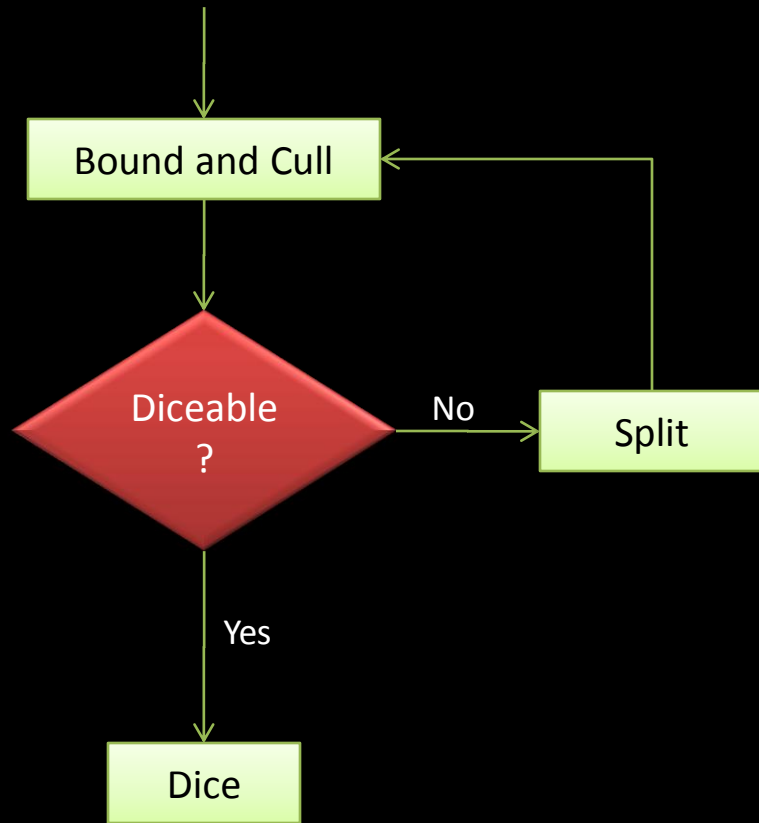 Bound and Cull
Diceable
?
No
Split
Yes
Dice